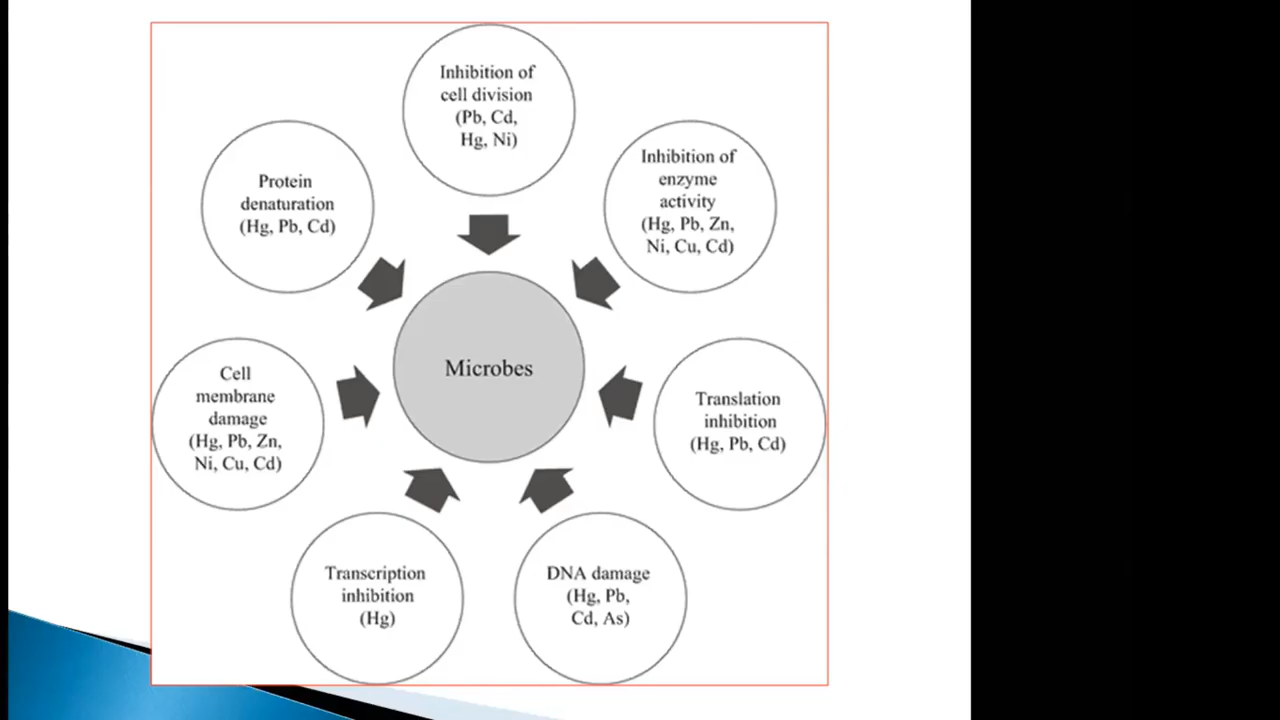 Inhibition of
cell division
(Pb, Cd,
Hg, Ni)
Inhibition of
enzyme
activity
(Hg, Pb, Zn,
Ni, Cu, Cd)
Translation
inhibition
(Hg, Pb, Cd)
DNA damage
(Hg, Pb,
Cd, As)
Transcription
inhibition
(Hg)
Cell
membrane
damage
(Hg, Pb, Zn,
Ni, Cu, Cd)
Protein
denaturation
(Hg, Pb, Cd)
Microbes